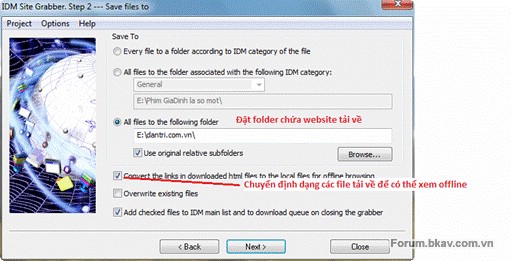 IDM Site Grabber. Step 2 --- Save files to
Project Options Help
Save To
Every file to a folder according to IDM category of the file
All files to the folder associated with the following IDM category:
General
E:\Phim GiaDinh la so mot\
All files to the following folder
Đặt folder chứa website tải về
E:\dantri.com.vn\
Use original relative subfolders
Browse...
Convert the links in downloaded html files to the local files for offline browsing
Chuyển định dạng các file tải về để có thể xem offline
Overwrite existing files
Add checked files to IDM main list and to download queue on closing the grabber
< Back Next > Close
Forum.bkav.com.vn